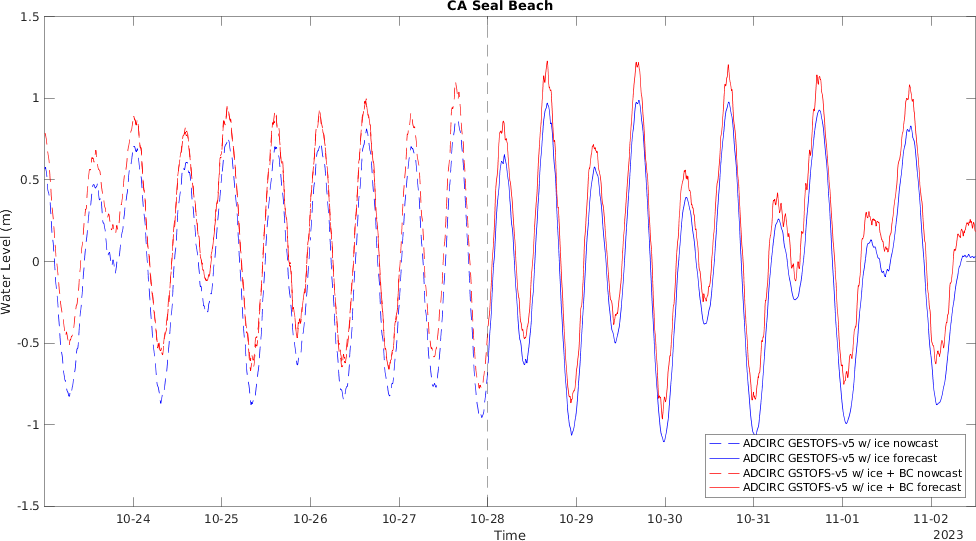 CA Seal Beach
1.5
1
0.5
0
-0.5
-1
-1.5
Water Level (m)
10-24
10-25
10-26
10-27
10-28
10-29
10-30
10-31
11-01
11-02
Time
2023
ADCIRC GESTOFS-v5 w/ ice nowcast
ADCIRC GESTOFS-v5 w/ ice forecast
ADCIRC GSTOFS-v5 w/ ice + BC nowcast
ADCIRC GSTOFS-v5 w/ ice + BC forecast